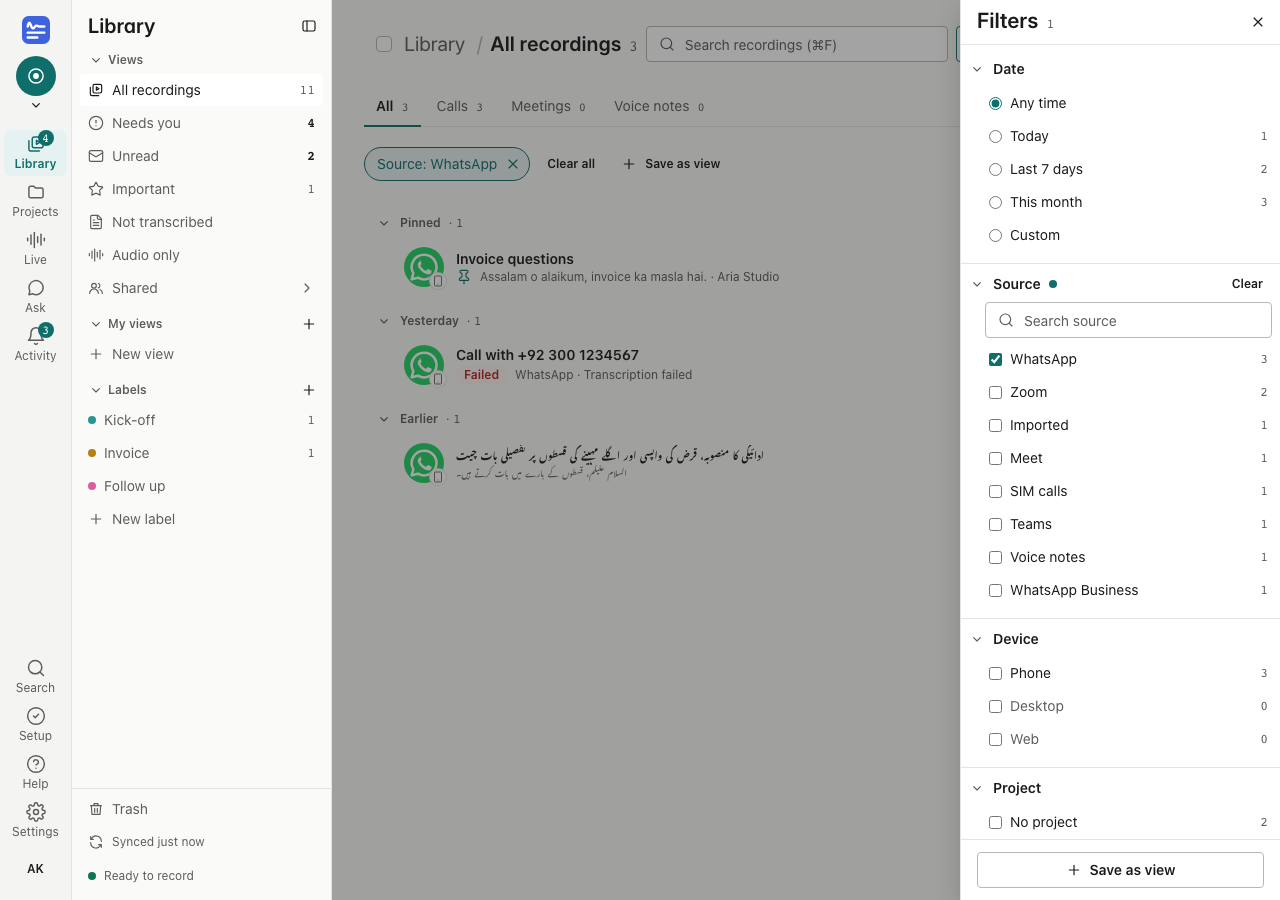 Library
Views
All recordings 11
Needs you 4
Unread 2
Important 1
Not transcribed
Audio only
Shared
My views
New view
Labels
Kick-off 1
Invoice 1
Follow up
New label
Trash
Synced just now
Ready to record
4
Library
Projects
Live
Ask
3
Activity
Search
Setup
Help
Settings
AK
Library / All recordings 3
Search recordings (⌘F)
All 3 Calls 3 Meetings 0 Voice notes 0
Source: WhatsApp Clear all Save as view
Pinned · 1
Invoice questions
Assalam o alaikum, invoice ka masla hai. · Aria Studio
Yesterday · 1
Call with +92 300 1234567
Failed WhatsApp · Transcription failed
Earlier · 1
ادائیگی کا منصوبہ، قرض کی واپسی اور اگلے مہینے کی قسطوں پر تفصیلی بات چیت
السلام علیکم، قسطوں کے بارے میں بات کرتے ہیں۔
Filters 1
Date
Any time
Today 1
Last 7 days 2
This month 3
Custom
Source Clear
Search source
WhatsApp 3
Zoom 2
Imported 1
Meet 1
SIM calls 1
Teams 1
Voice notes 1
WhatsApp Business 1
Device
Phone 3
Desktop 0
Web 0
Project
No project 2
Save as view